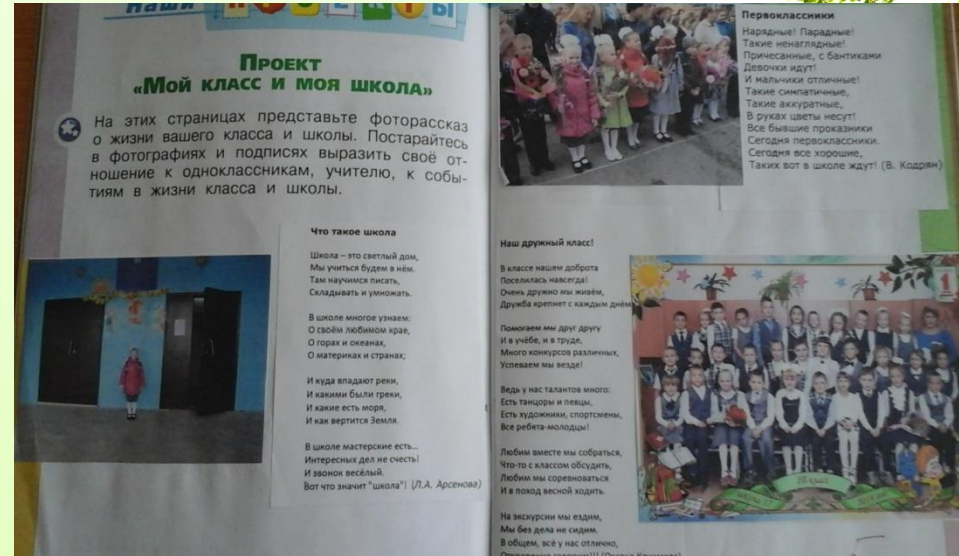 Наши ПРОЕКТЫ
ПРОЕКТ
«МОЙ КЛАСС И МОЯ ШКОЛА»
На этих страницах представьте фоторассказ
о жизни вашего класса и школы. Постарайтесь
в фотографиях и подписях выразить своё от-
ношение к одноклассникам, учителю, к собы-
тиям в жизни класса и школы.
Что такое школа
Школа – это светлый дом,
Мы учиться будем в нём.
Там научимся писать,
Складывать и умножать.
В школе многое узнаем:
О своём любимом крае,
О горах и океанах,
О материках и странах;
И куда впадают реки,
И какими были греки,
И какие есть моря,
И как вертится Земля.
В школе мастерские есть...
Интересных дел не счесть!
И звонок весёлый.
Вот что значит "школа"! (Л.А. Арсенова)
Первоклассники
Нарядные! Парадные!
Такие ненаглядные!
Причесанные, с бантиками
Девочки идут!
И мальчики отличные!
Такие симпатичные,
Такие аккуратные,
В руках цветы несут!
Все бывшие проказники
Сегодня первоклассники.
Сегодня все хорошие,
Таких вот в школе ждут! (В. Кодрян)
Наш дружный класс!
В классе нашем доброта
Поселилась навсегда!
Очень дружно мы живём,
Дружба крепнет с каждым днём
Помогаем мы друг другу
И в учёбе, и в труде,
Много конкурсов различных,
Успеваем мы везде!
Ведь у нас талантов много:
Есть танцоры и певцы,
Есть художники, спортсмены,
Все ребята-молодцы!
Любим вместе мы собраться,
Что-то с классом обсудить,
Любим мы соревноваться
И в поход весной ходить.
На экскурсии мы ездим,
Мы без дела не сидим.
В общем, всё у нас отлично,
1